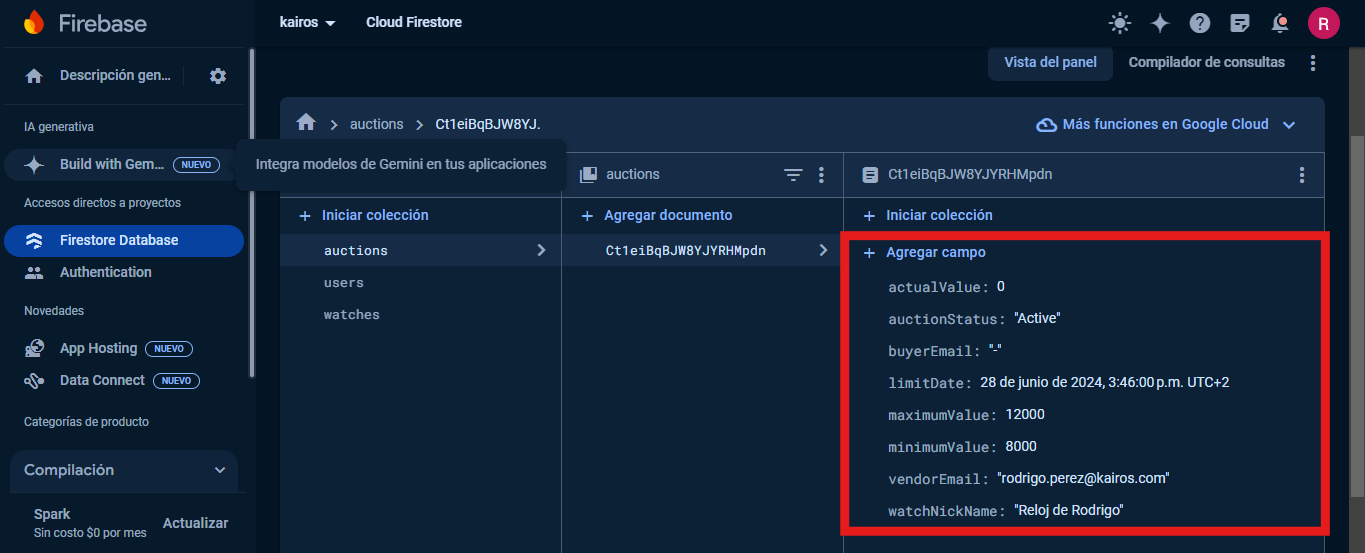 Firebase
kairos
Cloud Firestore
R
Descripción gen...
IA generativa
Build with Gem... NUEVO
Integra modelos de Gemini en tus aplicaciones
Accesos directos a proyectos
Firestore Database
Authentication
Novedades
App Hosting NUEVO
Data Connect NUEVO
Categorías de producto
Compilación
Spark
Sin costo $0 por mes
Actualizar
Vista del panel
Compilador de consultas
auctions
Ct1eiBqBJW8YJ.
Más funciones en Google Cloud
+ Iniciar colección
auctions
users
watches
auctions
+ Agregar documento
Ct1eiBqBJW8YJYRHMpdn
Ct1eiBqBJW8YJYRHMpdn
+ Iniciar colección
+ Agregar campo
actualValue: 0
auctionStatus: "Active"
buyerEmail: "-"
limitDate: 28 de junio de 2024, 3:46:00 p.m. UTC+2
maximumValue: 12000
minimumValue: 8000
vendorEmail: "rodrigo.perez@kairos.com"
watchNickName: "Reloj de Rodrigo"